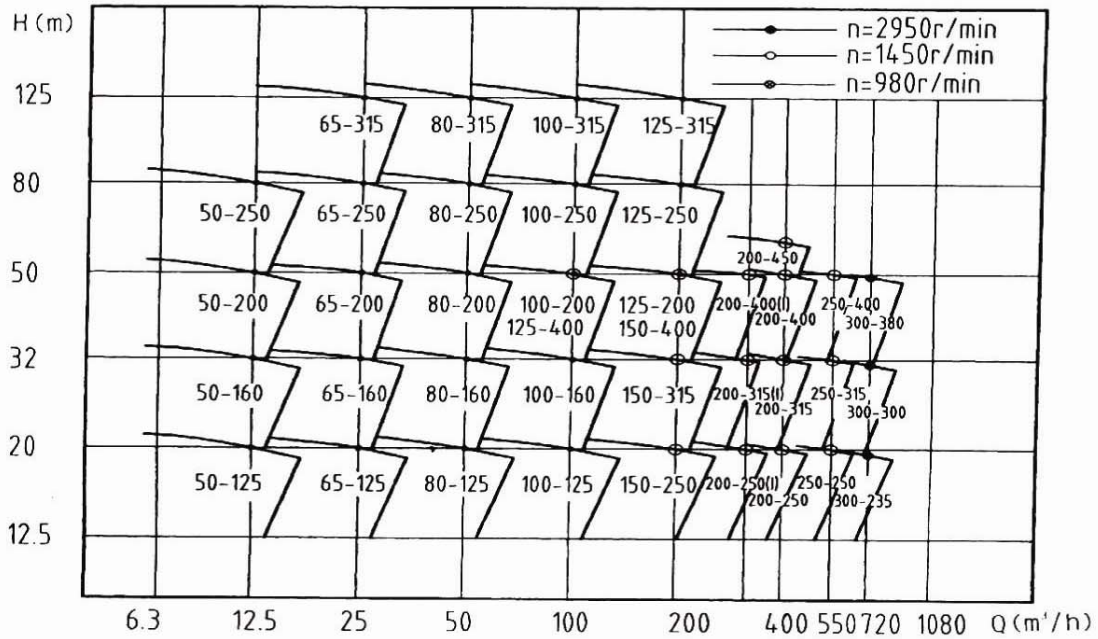 H (m)
n=2950r/min
n=1450r/min
n=980r/min
125
65-315 80-315 100-315 125-315
80
50-250 65-250 80-250 100-250 125-250
200-450
50
50-200 65-200 80-200 100-200 125-200 200-400(I) 250-400
125-400 150-400 200-400 300-380
32
50-160 65-160 80-160 100-160 150-315 200-315(I) 250-315
200-315 300-300
20
50-125 65-125 80-125 100-125 150-250 200-250(I) 250-250
200-250 300-235
12.5
6.3 12.5 25 50 100 200 400 550 720 1080 Q (m³/h)